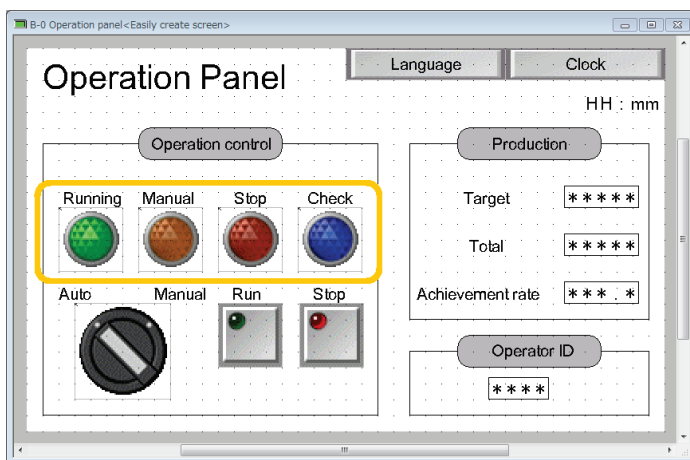 B-0 Operation panel<Easily create screen>
Operation Panel
Language
Clock
HH : mm
Operation control
Production
Running
Manual
Stop
Check
Target
*****
Total
*****
Auto
Manual
Run
Stop
Achievement rate
***.*
Operator ID
****